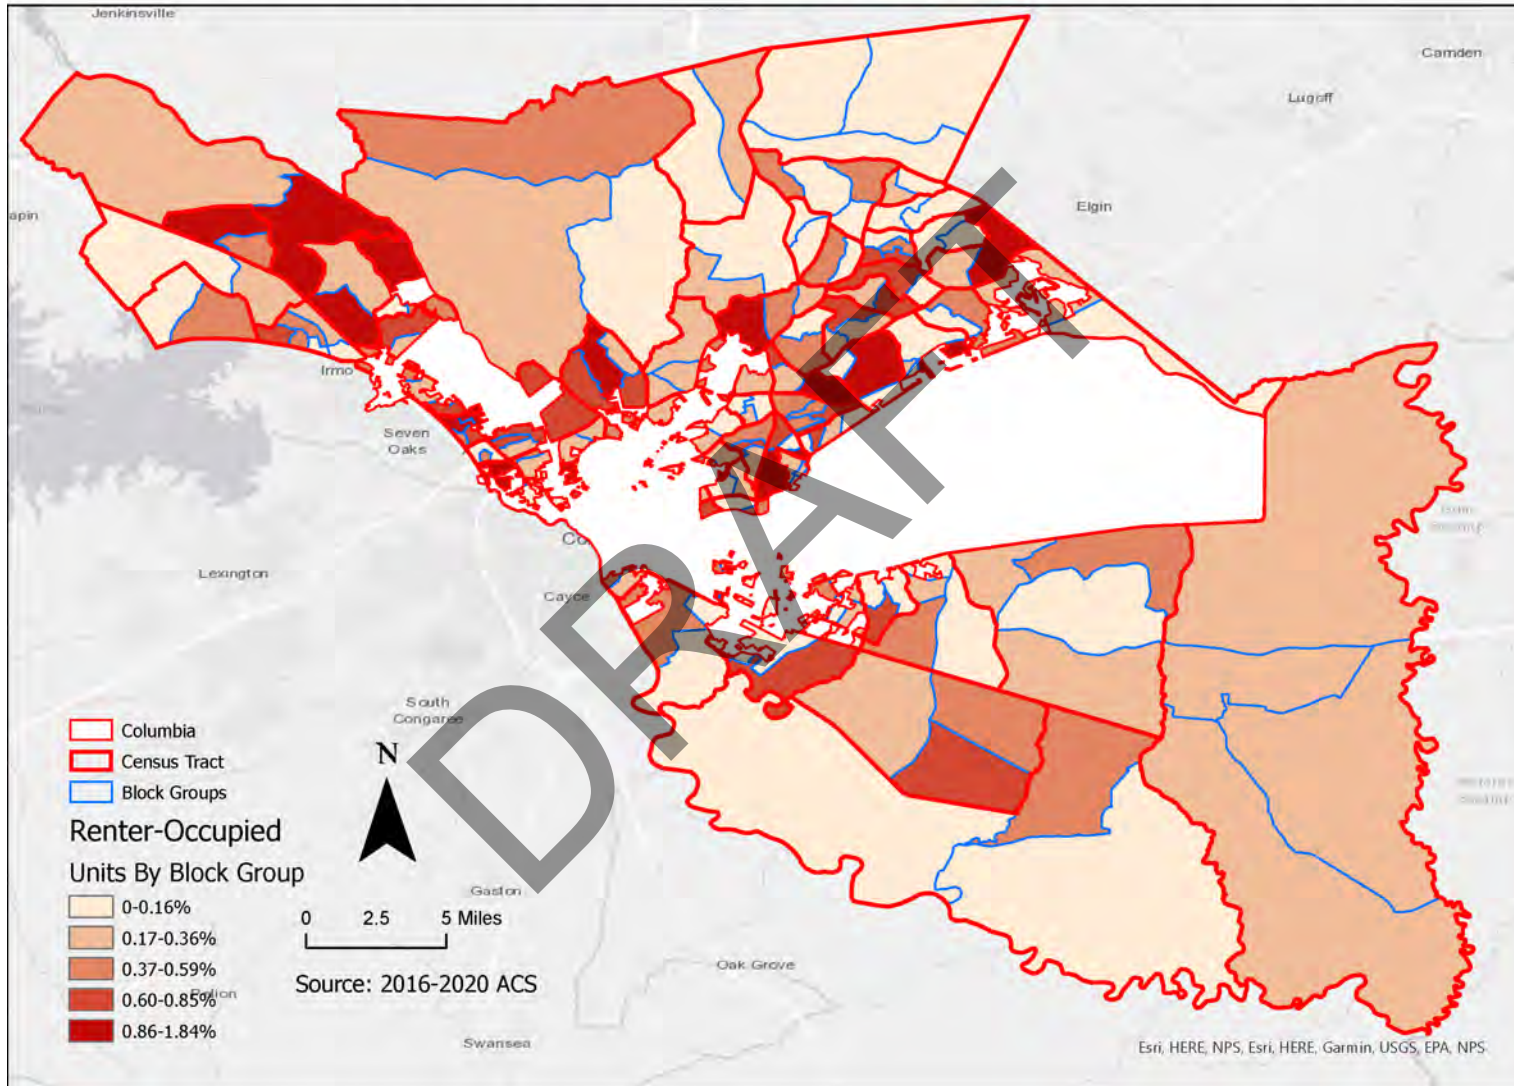 Jenkinsville
Camden
Lugoff
Elgin
apin
Irmo
Seven
Oaks
Co
Lexington
Cayce
South
Congaree
DRAFT
Columbia
Census Tract
Block Groups
N
Renter-Occupied
Units By Block Group
0-0.16%
0.17-0.36%
0.37-0.59%
0.60-0.85%
0.86-1.84%
Gaston
0 2.5 5 Miles
Source: 2016-2020 ACS
Pelion
Oak Grove
Swansea
Esri, HERE, NPS, Esri, HERE, Garmin, USGS, EPA, NPS